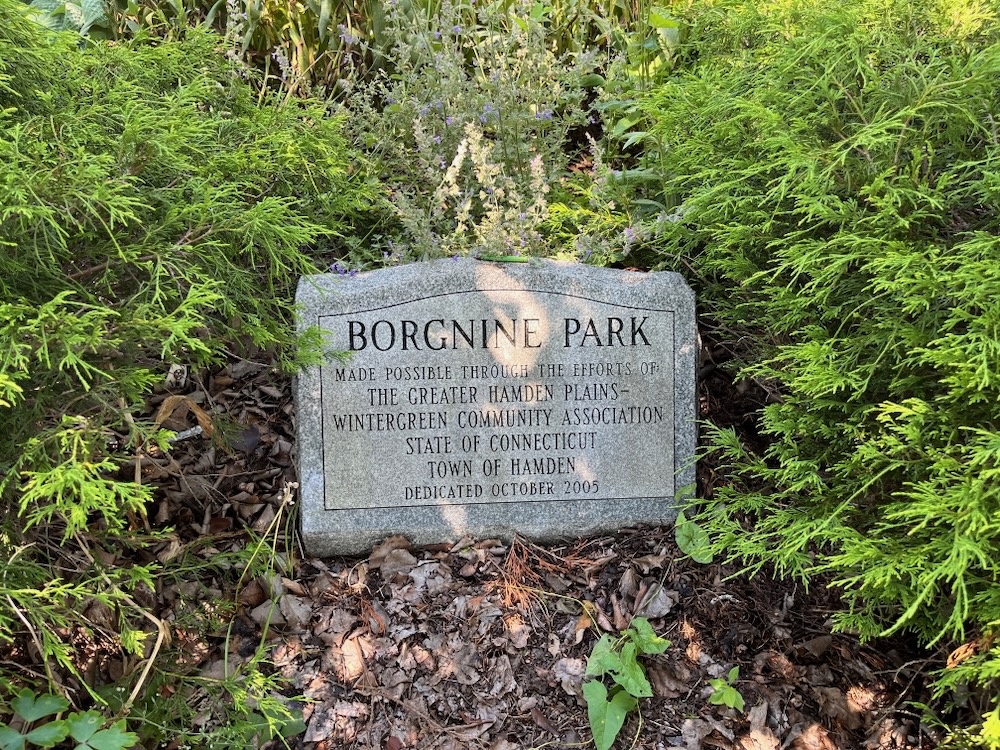 BORGNINE PARK
MADE POSSIBLE THROUGH THE EFFORTS OF:
THE GREATER HAMDEN PLAINS-
WINTERGREEN COMMUNITY ASSOCIATION
STATE OF CONNECTICUT
TOWN OF HAMDEN
DEDICATED OCTOBER 2005